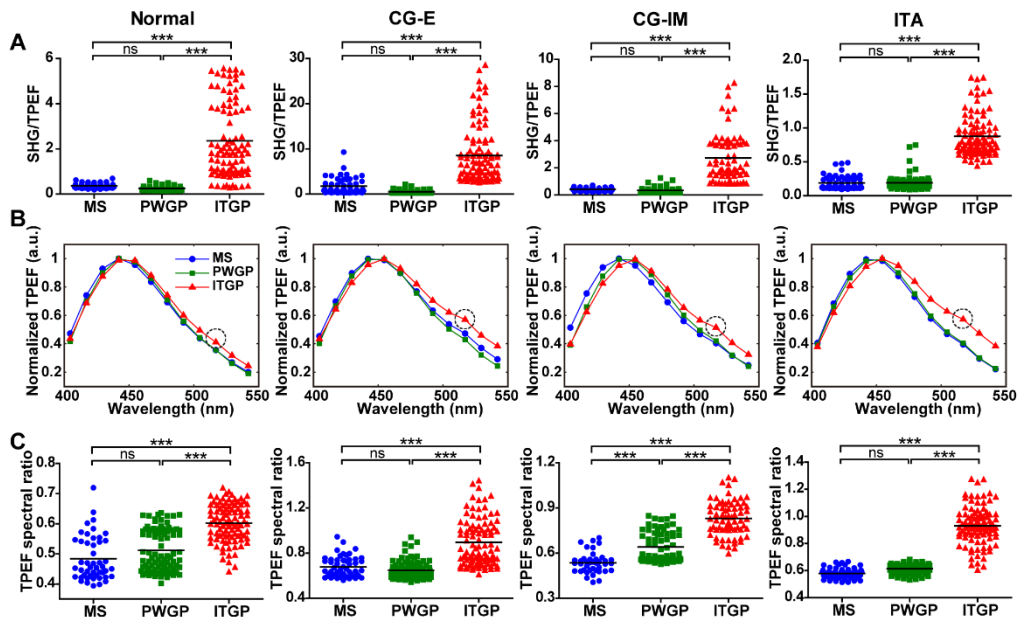 Normal CG-E CG-IM ITA
A
*** *** *** ***
ns *** ns *** ns *** ns ***
SHG/TPEF SHG/TPEF SHG/TPEF SHG/TPEF
6 30 10 2.0
8 1.5
4 20 6 1.0
2 10 4 0.5
2
0 0 0 0.0
MS PWGP ITGP MS PWGP ITGP MS PWGP ITGP MS PWGP ITGP
B
Normalized TPEF (a.u.) Normalized TPEF (a.u.) Normalized TPEF (a.u.) Normalized TPEF (a.u.)
MS
PWGP
ITGP
1 1 1 1
0.8 0.8 0.8 0.8
0.6 0.6 0.6 0.6
0.4 0.4 0.4 0.4
0.2 0.2 0.2 0.2
400 450 500 550 400 450 500 550 400 450 500 550 400 450 500 550
Wavelength (nm) Wavelength (nm) Wavelength (nm) Wavelength (nm)
C
*** *** *** ***
ns *** ns *** *** *** ns ***
TPEF spectral ratio TPEF spectral ratio TPEF spectral ratio TPEF spectral ratio
0.8 1.6 1.2 1.4
0.7 1.2 0.9 1.2
0.6 1.0
0.5 0.8 0.6 0.8
0.4 0.6
0.4 0.3 0.4
MS PWGP ITGP MS PWGP ITGP MS PWGP ITGP MS PWGP ITGP